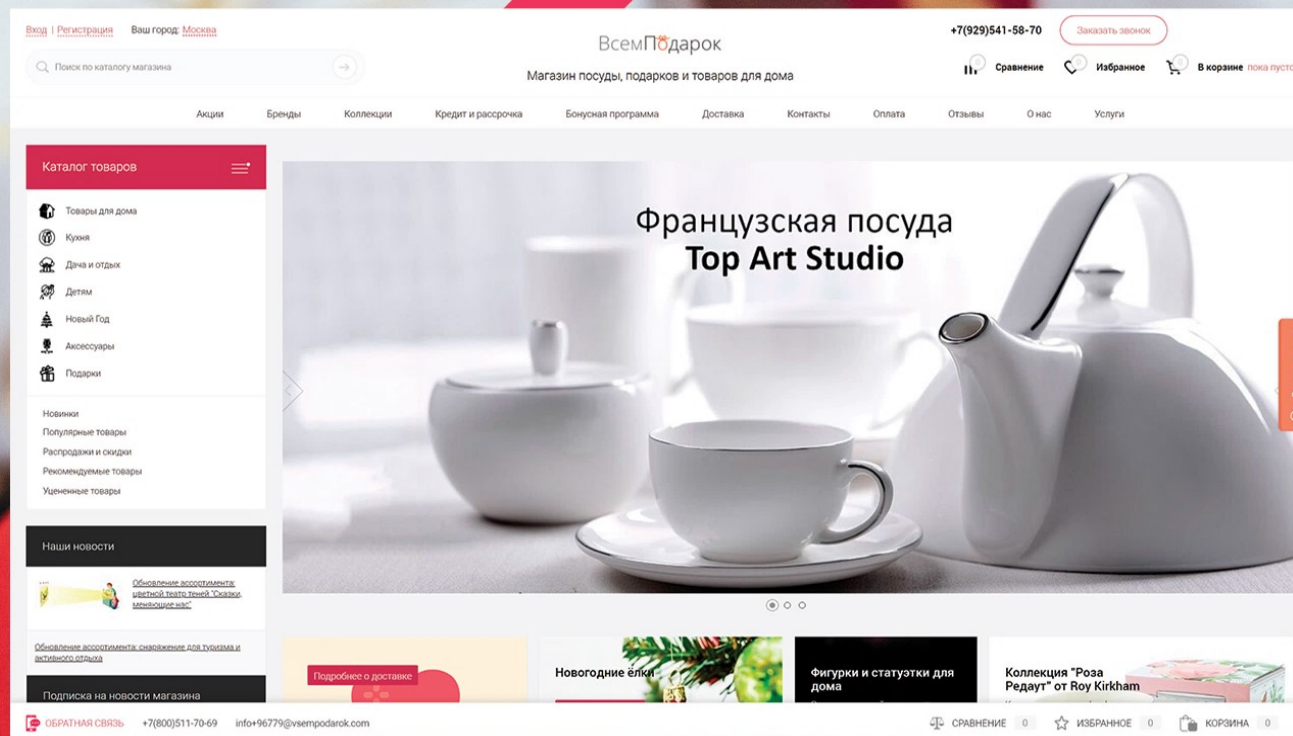 Вход | Регистрация Ваш город: Москва
Поиск по каталогу магазина
ВсемПодарок
Магазин посуды, подарков и товаров для дома
+7(929)541-58-70 Заказать звонок
0 Сравнение 0 Избранное 0 В корзине пока пусто
Акции Бренды Коллекции Кредит и рассрочка Бонусная программа Доставка Контакты Оплата Отзывы О нас Услуги
Каталог товаров
Товары для дома
Кухня
Дача и отдых
Детям
Новый Год
Аксессуары
Подарки
Новинки
Популярные товары
Распродажи и скидки
Рекомендуемые товары
Уцененные товары
Французская посуда
Top Art Studio
Наши новости
Обновление ассортимента:
цветной театр теней "Сказки,
меняющие нас"
Обновление ассортимента: снаряжение для туризма и
активного отдыха
Подписка на новости магазина
Подробнее о доставке
Новогодние ёлки
Фигурки и статуэтки для
дома
Коллекция "Роза
Редаут" от Roy Kirkham
ОБРАТНАЯ СВЯЗЬ +7(800)511-70-69 info+96779@vsempodarok.com
СРАВНЕНИЕ 0 ИЗБРАННОЕ 0 КОРЗИНА 0